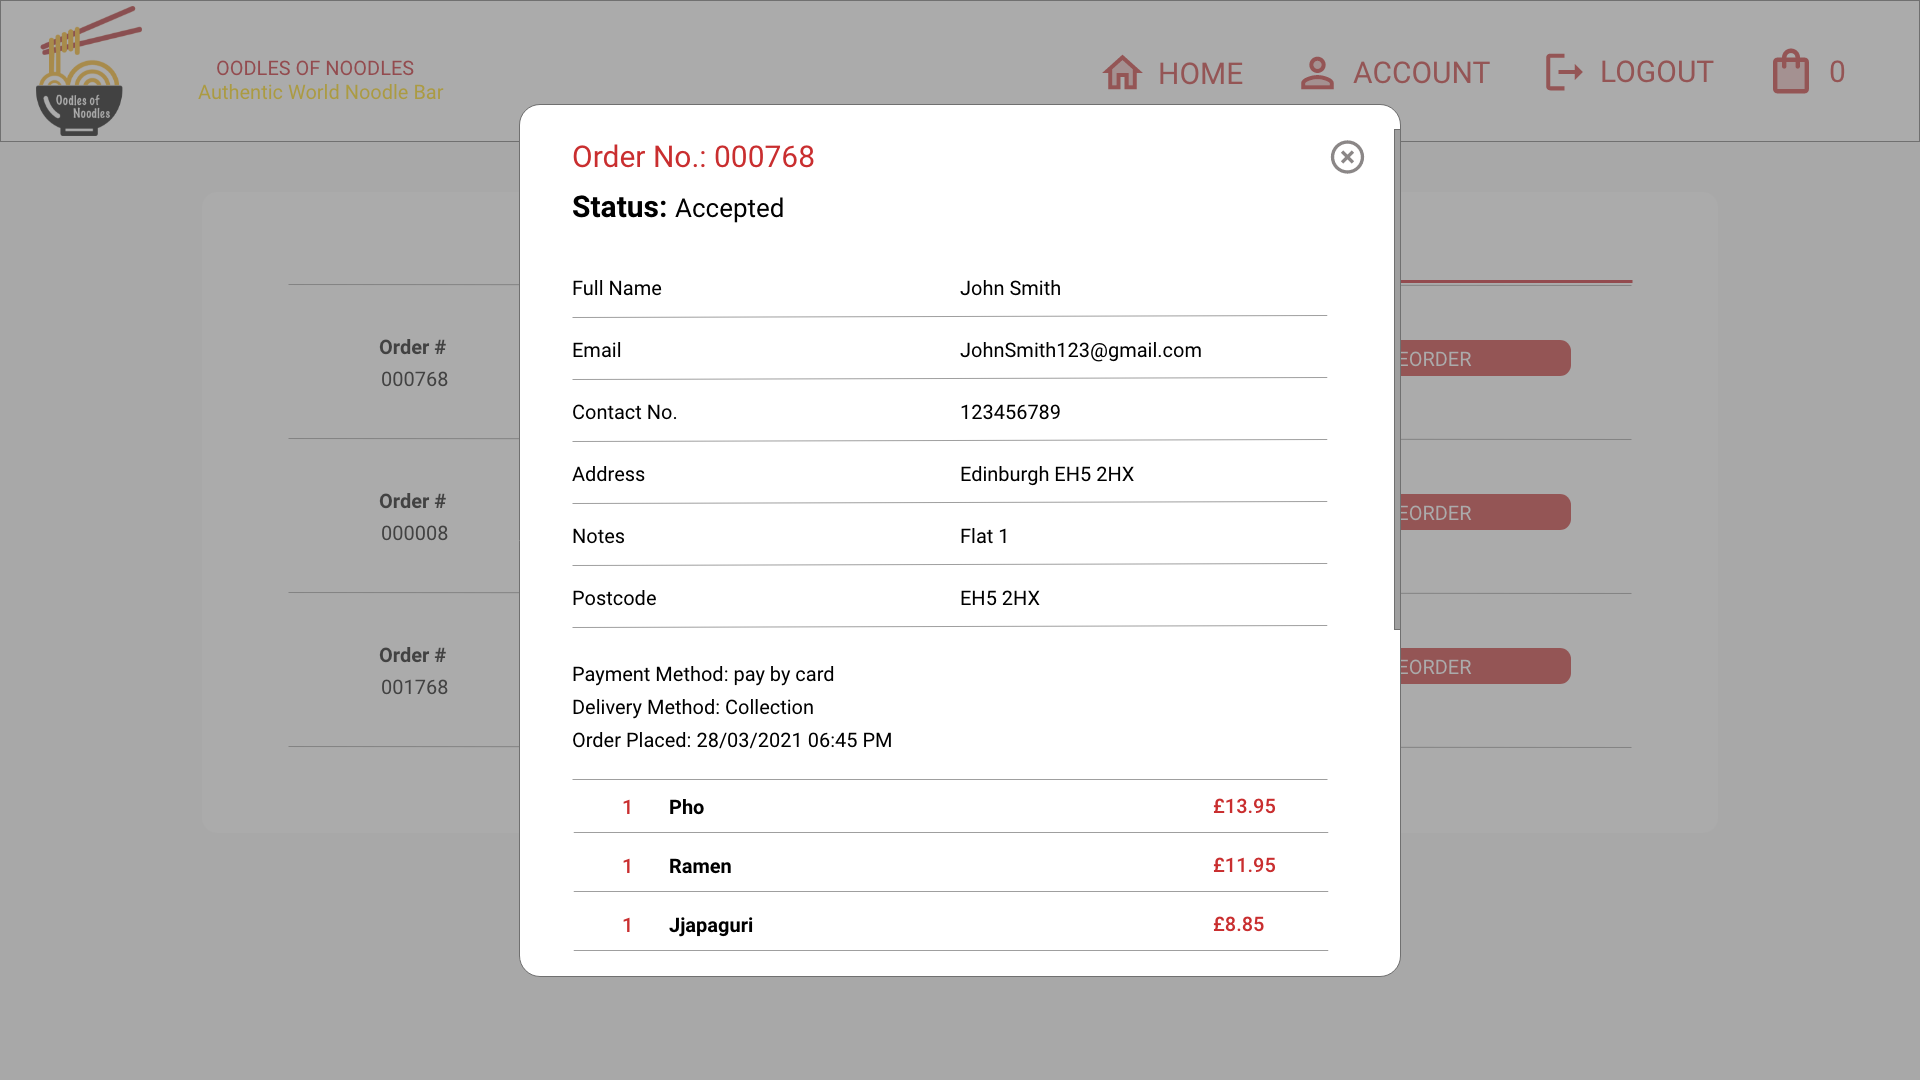 Oodles of
Noodles
OODLES OF NOODLES
Authentic World Noodle Bar
HOME
ACCOUNT
LOGOUT
0
Order No.: 000768
Status: Accepted
Full Name John Smith
Email JohnSmith123@gmail.com
Contact No. 123456789
Address Edinburgh EH5 2HX
Notes Flat 1
Postcode EH5 2HX
Payment Method: pay by card
Delivery Method: Collection
Order Placed: 28/03/2021 06:45 PM
1 Pho £13.95
1 Ramen £11.95
1 Jjapaguri £8.85
Order #
000768
EORDER
Order #
000008
EORDER
Order #
001768
EORDER